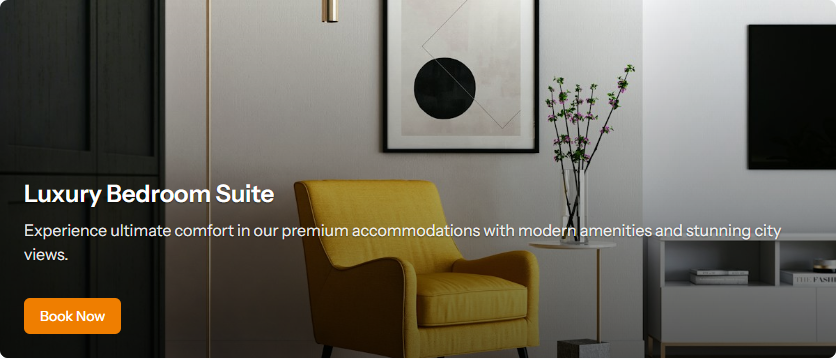 Luxury Bedroom Suite
Experience ultimate comfort in our premium accommodations with modern amenities and stunning city
views.
Book Now